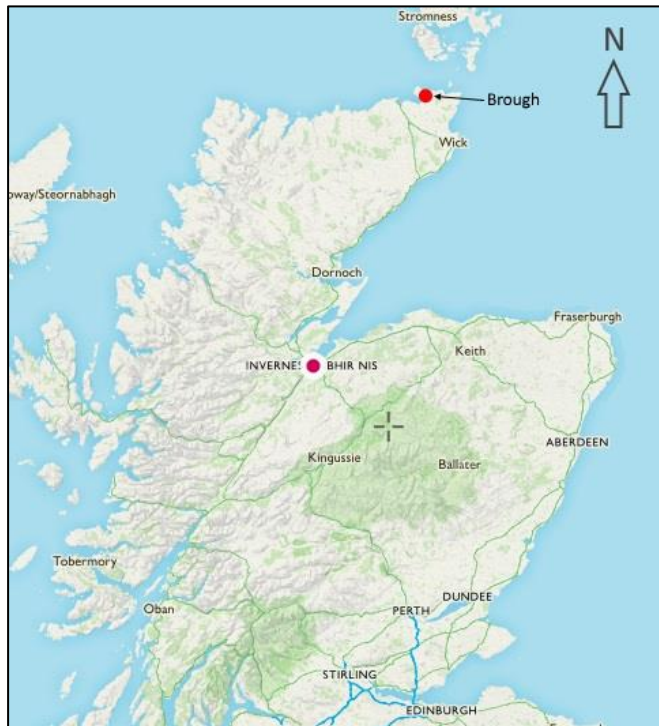 Stromness
N
Brough
Wick
oway/Steornabhagh
Dornoch
Fraserburgh
Keith
INVERNES BHIR NIS
ABERDEEN
Kingussie
Ballater
Tobermory
DUNDEE
Oban
PERTH
STIRLING
EDINBURGH